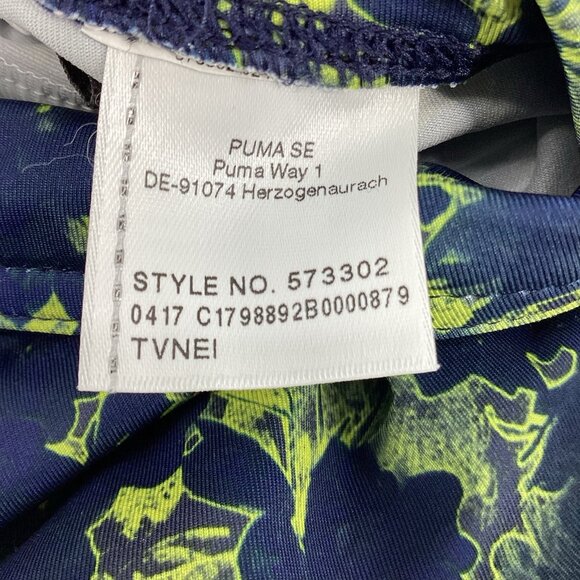 PUMA SE
Puma Way 1
DE-91074 Herzogenaurach
STYLE NO. 573302
0417 C1798892B0000879
TVNEI